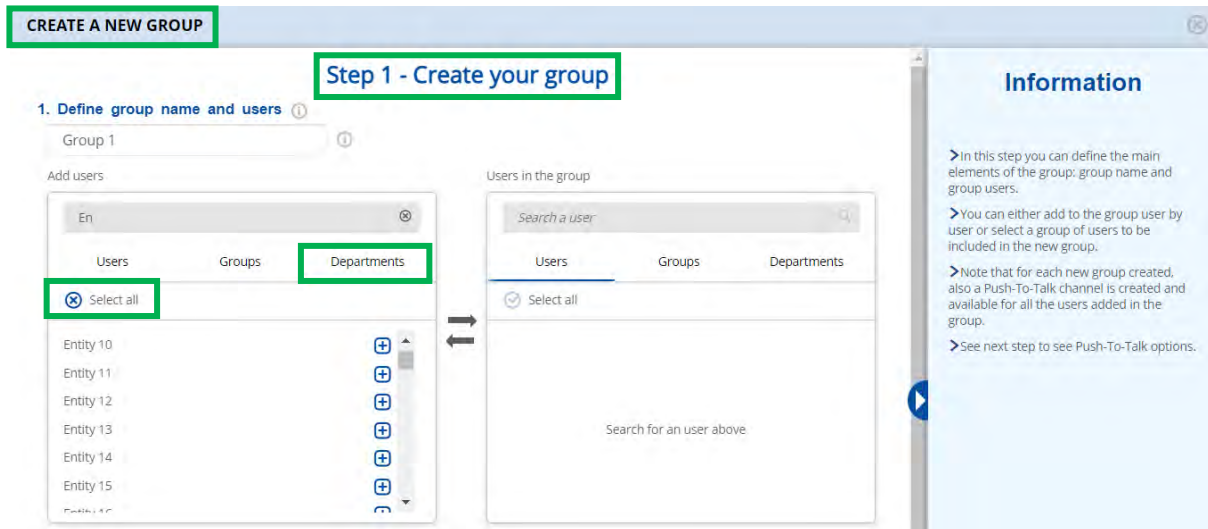 CREATE A NEW GROUP
Step 1 - Create your group
1. Define group name and users
Group 1
Add users
En
Users Groups Departments
Select all
Entity 10
Entity 11
Entity 12
Entity 13
Entity 14
Entity 15
Users in the group
Search a user
Users Groups Departments
Select all
Search for an user above
Information
>In this step you can define the main
elements of the group: group name and
group users.
>You can either add to the group user by
user or select a group of users to be
included in the new group.
>Note that for each new group created,
also a Push-To-Talk channel is created and
available for all the users added in the
group.
>See next step to see Push-To-Talk options.